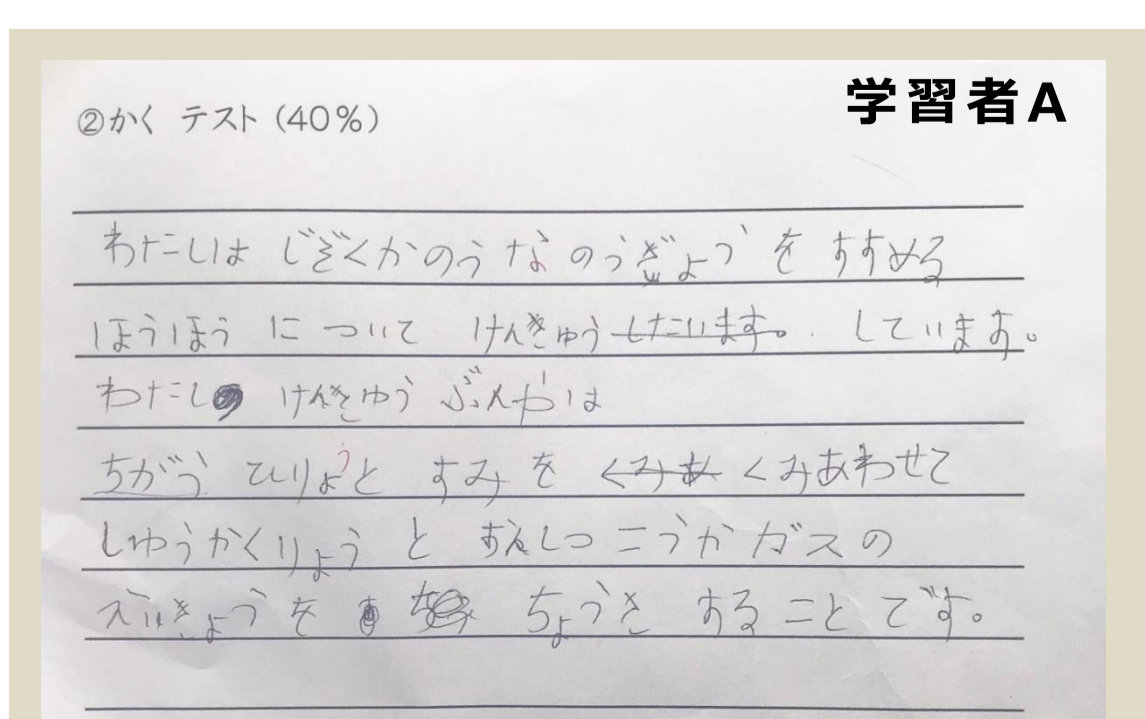 学習者A
②かく テスト (40%)
わたしは じぞくかのう な のうぎょう を すすめる
ほうほう に ついて けんきゅう したいます。 しています。
わたし けんきゅう ぶんやは
ちがう ひりょうと すみ を くみあ くみあわせて
しゅうかくりょう と おんしつ こうか ガス の
を ち ちょうさ すること です。